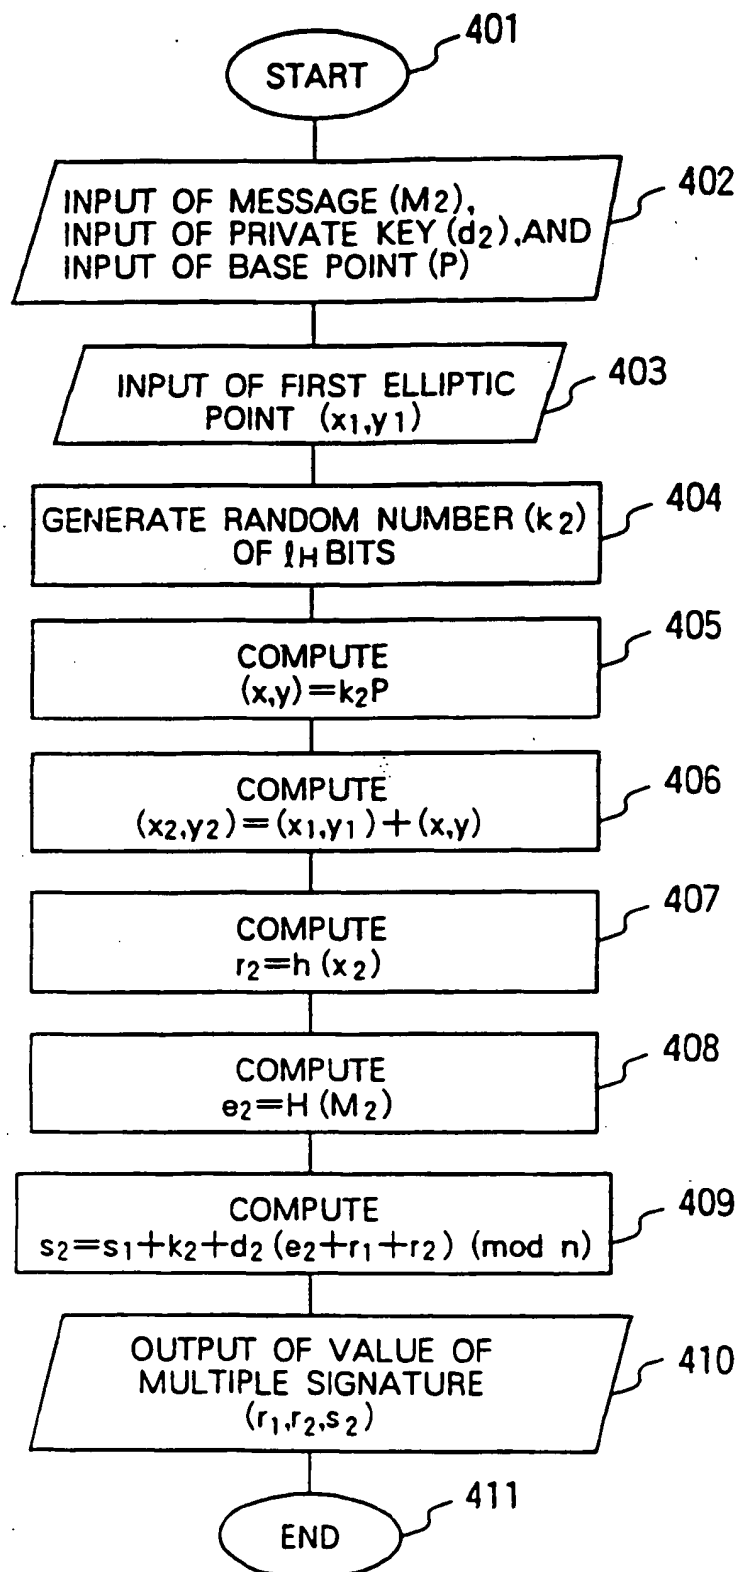 401
START
402
INPUT OF MESSAGE (M2),
INPUT OF PRIVATE KEY (d2), AND
INPUT OF BASE POINT (P)
403
INPUT OF FIRST ELLIPTIC
POINT (x1,y1)
404
GENERATE RANDOM NUMBER (k2)
OF ℓH BITS
405
COMPUTE
(x,y)=k2P
406
COMPUTE
(x2,y2)=(x1,y1)+(x,y)
407
COMPUTE
r2=h(x2)
408
COMPUTE
e2=H(M2)
409
COMPUTE
s2=s1+k2+d2(e2+r1+r2) (mod n)
410
OUTPUT OF VALUE OF
MULTIPLE SIGNATURE
(r1,r2,s2)
411
END